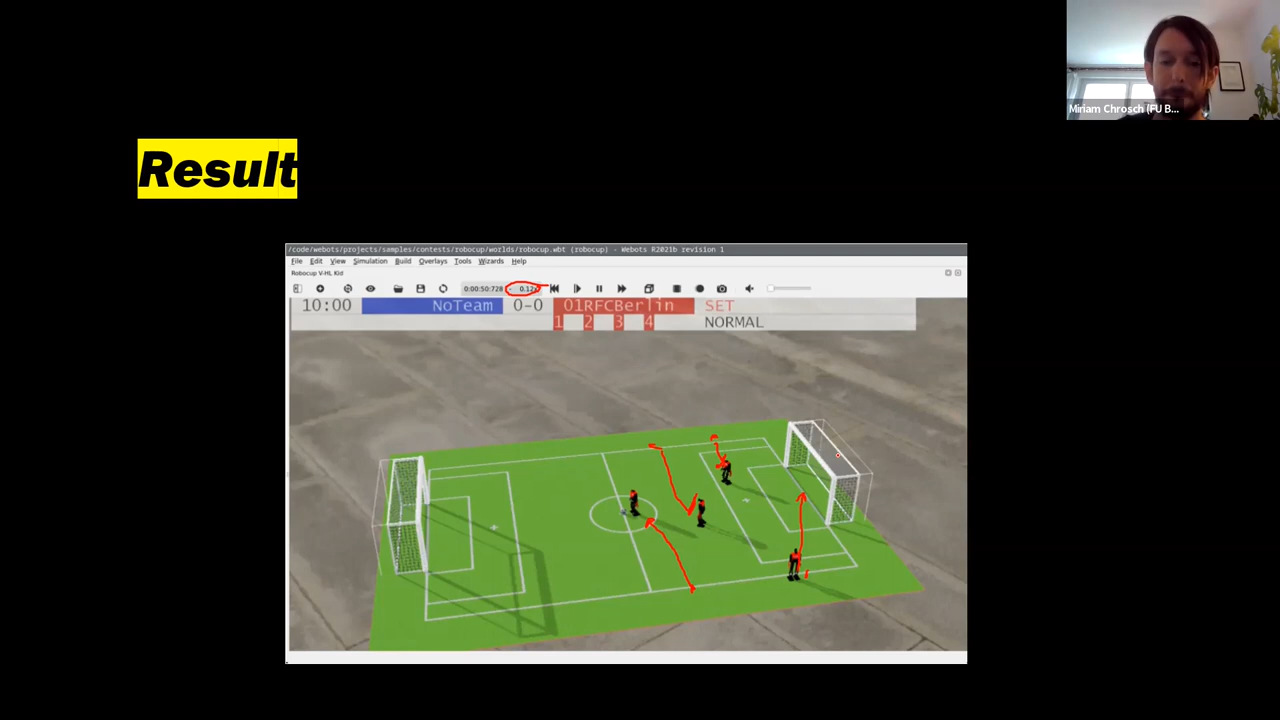 Miriam Chrosch (FU B...
Result
/code/webots/projects/samples/contests/robocup/worlds/robocup.wbt (robocup) - Webots R2021b revision 1
File Edit View Simulation Build Overlays Tools Wizards Help
Robocup V-HL Kid
0:00:50:728 - 0.12x
10:00 NoTeam 0-0 01RFCBerlin SET
1 2 3 4 NORMAL